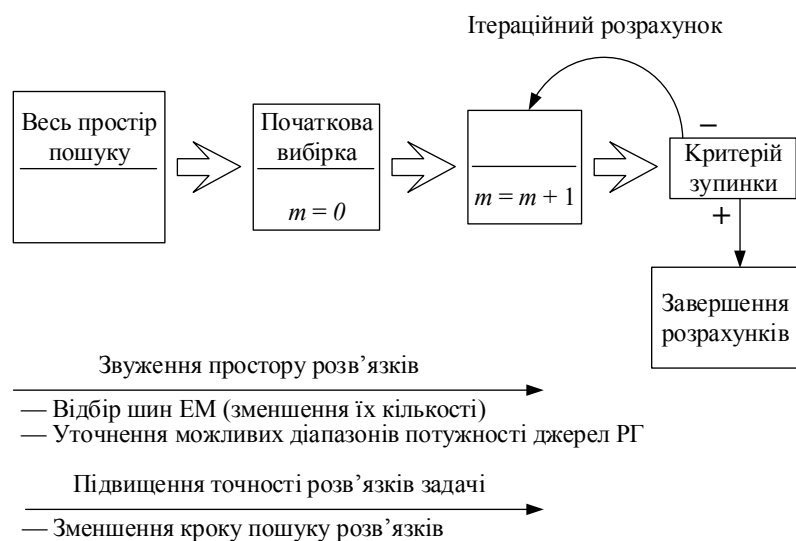 Ітераційний розрахунок
Весь простір
пошуку
Початкова
вибірка
m = 0
m = m + 1
–
Критерій
зупинки
+
Завершення
розрахунків
Звуження простору розв’язків
— Відбір шин ЕМ (зменшення їх кількості)
— Уточнення можливих діапазонів потужності джерел РГ
Підвищення точності розв’язків задачі
— Зменшення кроку пошуку розв’язків